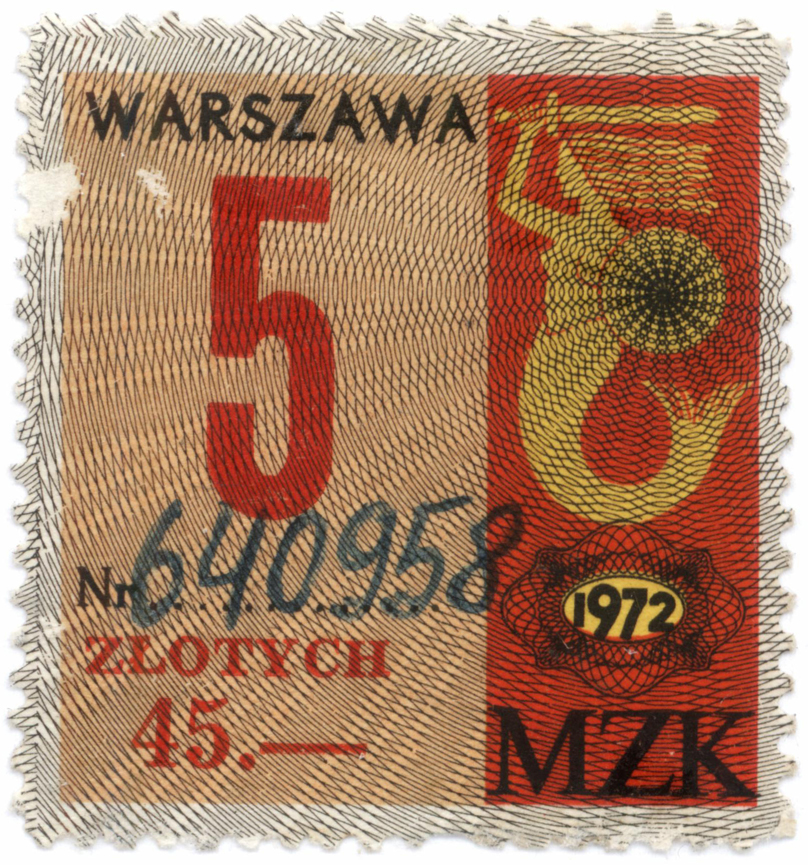 WARSZAWA
5
Nr. 640958
ZŁOTYCH
45.—
1972
MZK